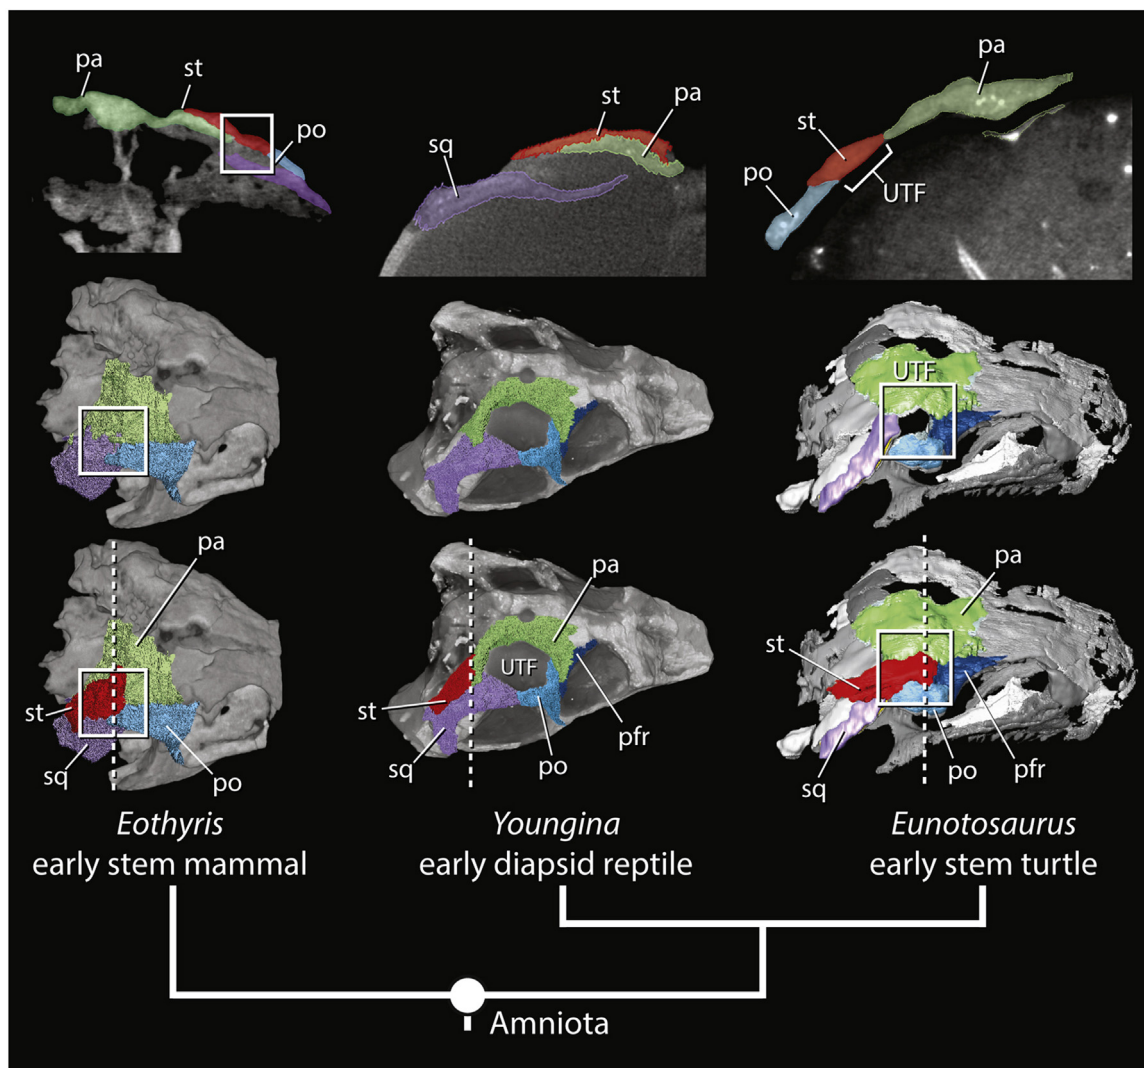 pa
st
po
sq
st
pa
pa
st
po
UTF
UTF
pa
st
sq
po
pa
UTF
st
sq
po
pfr
pa
st
sq
po
pfr
Eothyris
early stem mammal
Youngina
early diapsid reptile
Eunotosaurus
early stem turtle
Amniota